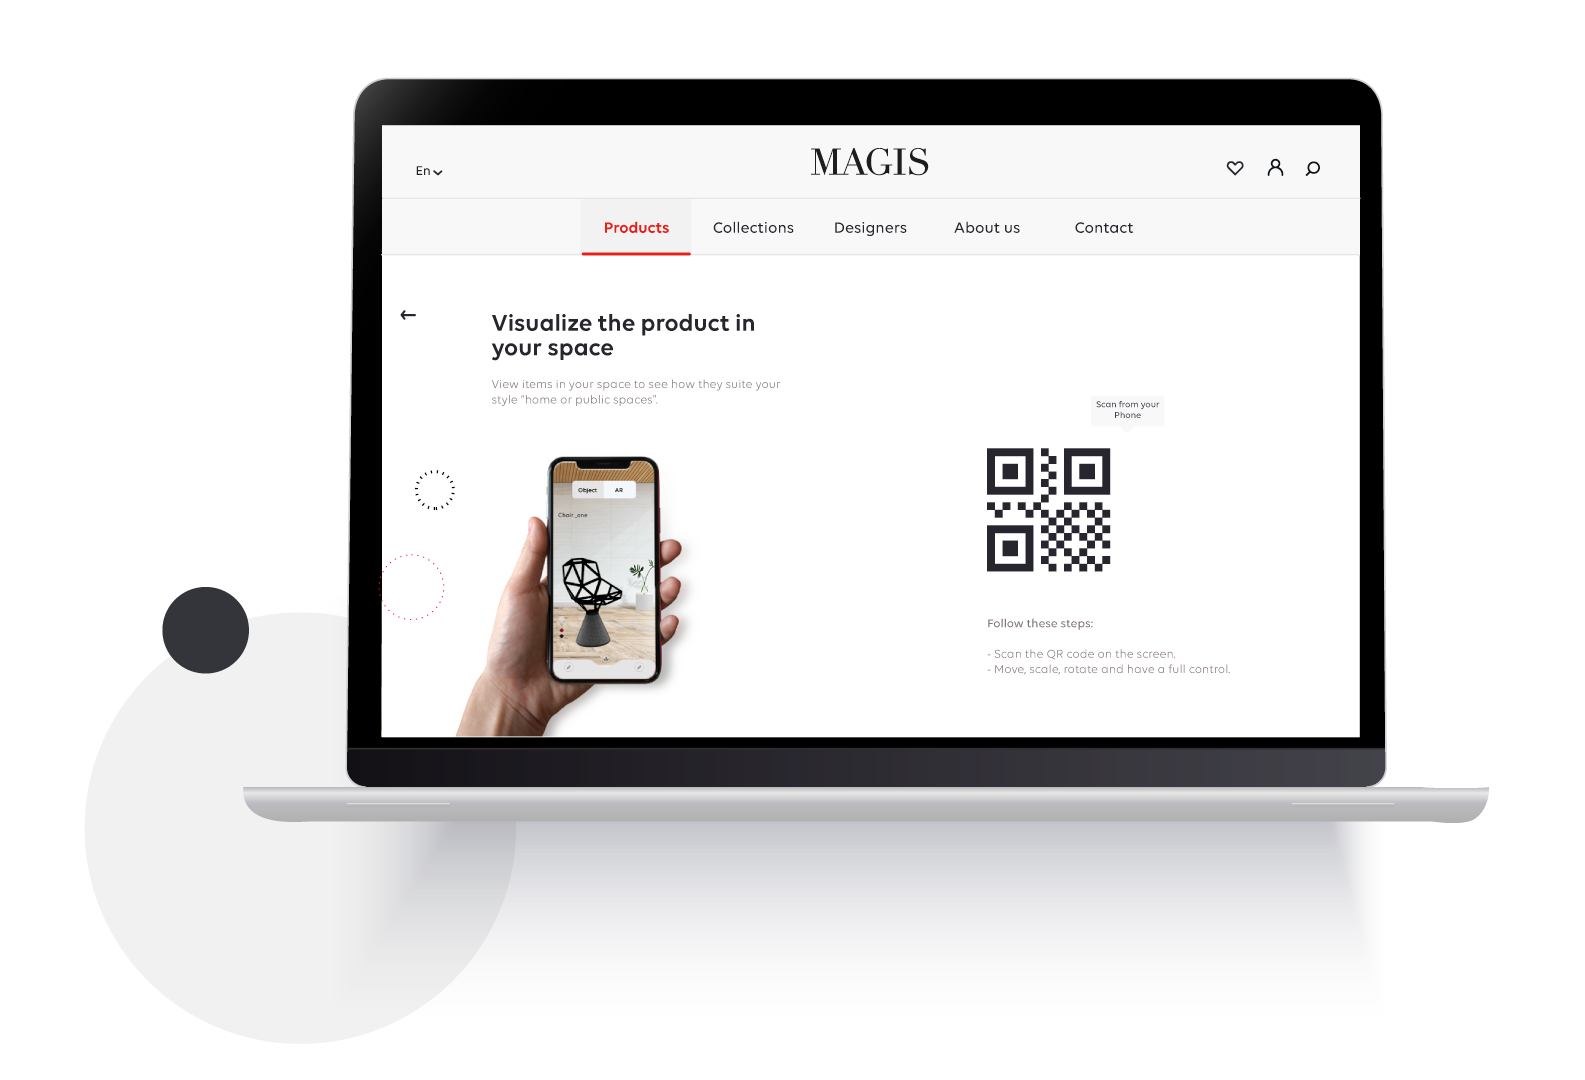 En
MAGIS
Products Collections Designers About us Contact
Visualize the product in
your space
View items in your space to see how they suite your
style "home or public spaces".
Object AR
Chair_one
Scan from your
Phone
Follow these steps:
- Scan the QR code on the screen.
- Move, scale, rotate and have a full control.